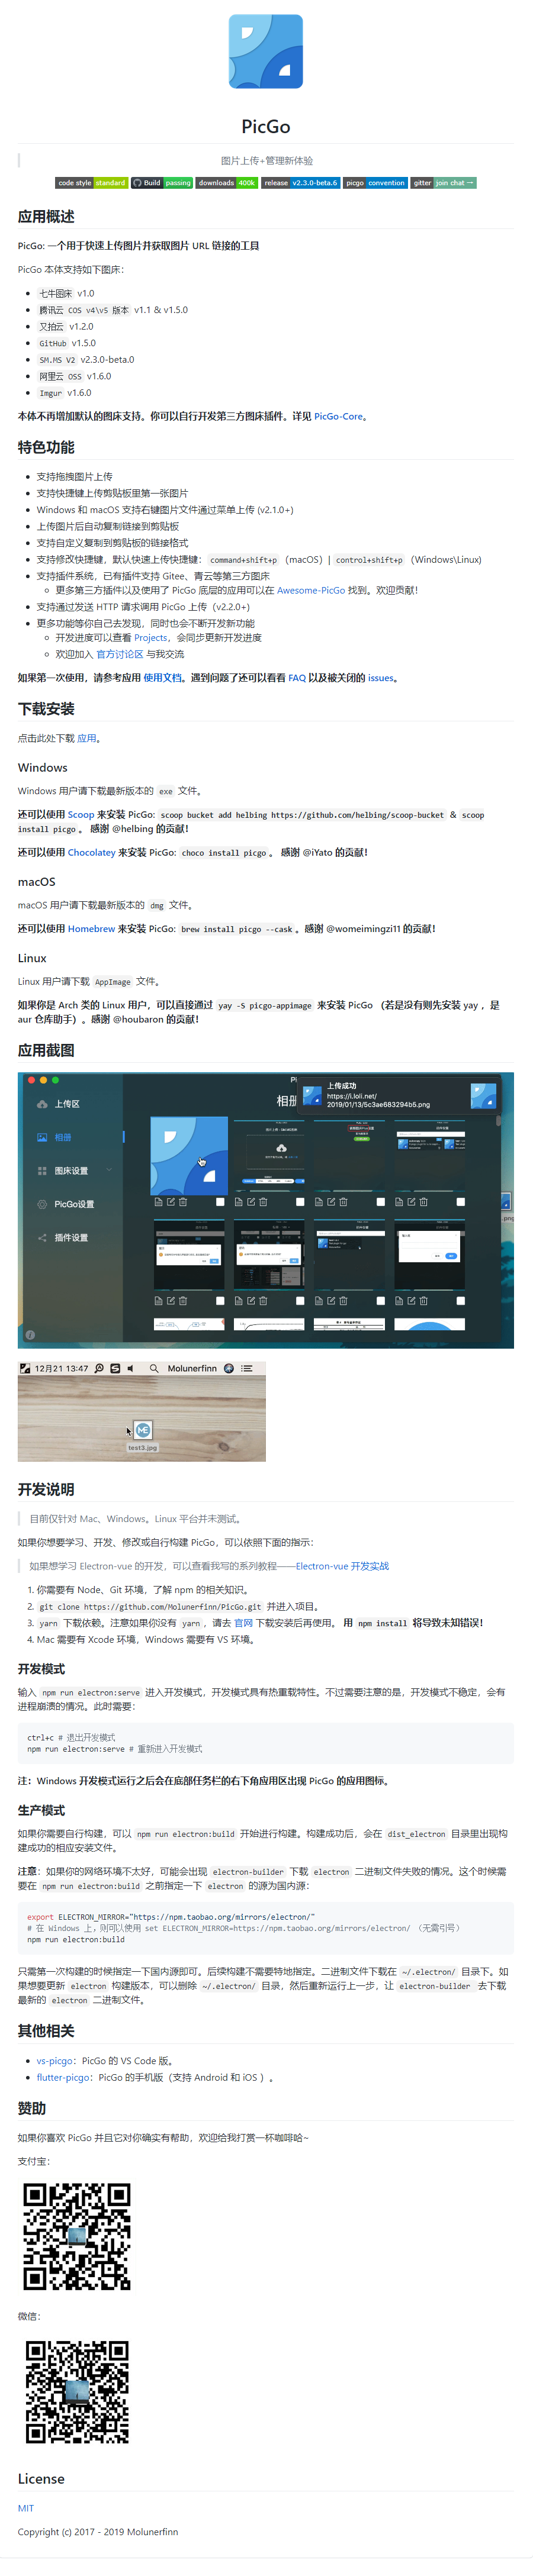 PicGo
图片上传+管理新体验
code style standard Build passing downloads 400k release v2.3.0-beta.6 picgo convention gitter join chat →
应用概述
PicGo: 一个用于快速上传图片并获取图片 URL 链接的工具
PicGo 本体支持如下图床：
七牛图床 v1.0
腾讯云 COS v4\v5 版本 v1.1 & v1.5.0
又拍云 v1.2.0
GitHub v1.5.0
SM.MS V2 v2.3.0-beta.0
阿里云 OSS v1.6.0
Imgur v1.6.0
本体不再增加默认的图床支持。你可以自行开发第三方图床插件。详见 PicGo-Core。
特色功能
支持拖拽图片上传
支持快捷键上传剪贴板里第一张图片
Windows 和 macOS 支持右键图片文件通过菜单上传 (v2.1.0+)
上传图片后自动复制链接到剪贴板
支持自定义复制到剪贴板的链接格式
支持修改快捷键，默认快速上传快捷键： command+shift+p （macOS）| control+shift+p （Windows\Linux)
支持插件系统，已有插件支持 Gitee、青云等第三方图床
更多第三方插件以及使用了 PicGo 底层的应用可以在 Awesome-PicGo 找到。欢迎贡献！
支持通过发送 HTTP 请求调用 PicGo 上传（v2.2.0+)
更多功能等你自己去发现，同时也会不断开发新功能
开发进度可以查看 Projects，会同步更新开发进度
欢迎加入 官方讨论区 与我交流
如果第一次使用，请参考应用 使用文档。遇到问题了还可以看看 FAQ 以及被关闭的 issues。
下载安装
点击此处下载 应用。
Windows
Windows 用户请下载最新版本的 exe 文件。
还可以使用 Scoop 来安装 PicGo: scoop bucket add helbing https://github.com/helbing/scoop-bucket & scoop
install picgo 。 感谢 @helbing 的贡献！
还可以使用 Chocolatey 来安装 PicGo: choco install picgo 。 感谢 @iYato 的贡献！
macOS
macOS 用户请下载最新版本的 dmg 文件。
还可以使用 Homebrew 来安装 PicGo: brew install picgo --cask 。感谢 @womeimingzi11 的贡献！
Linux
Linux 用户请下载 AppImage 文件。
如果你是 Arch 类的 Linux 用户，可以直接通过 yay -S picgo-appimage 来安装 PicGo （若是没有则先安装 yay ，是
aur 仓库助手）。感谢 @houbaron 的贡献！
应用截图
上传成功
https://i.loli.net/
2019/01/13/5c3ae683294b5.png
上传区
相册
相册
图床设置
PicGo设置
插件设置
12月21 13:47 Molunerfinn
test3.jpg
开发说明
目前仅针对 Mac、Windows。Linux 平台并未测试。
如果你想要学习、开发、修改或自行构建 PicGo，可以依照下面的指示：
如果想学习 Electron-vue 的开发，可以查看我写的系列教程——Electron-vue 开发实战
1. 你需要有 Node、Git 环境，了解 npm 的相关知识。
2. git clone https://github.com/Molunerfinn/PicGo.git 并进入项目。
3. yarn 下载依赖。注意如果你没有 yarn ，请去 官网 下载安装后再使用。 用 npm install 将导致未知错误！
4. Mac 需要有 Xcode 环境，Windows 需要有 VS 环境。
开发模式
输入 npm run electron:serve 进入开发模式，开发模式具有热重载特性。不过需要注意的是，开发模式不稳定，会有
进程崩溃的情况。此时需要：
ctrl+c # 退出开发模式
npm run electron:serve # 重新进入开发模式
注：Windows 开发模式运行之后会在底部任务栏的右下角应用区出现 PicGo 的应用图标。
生产模式
如果你需要自行构建，可以 npm run electron:build 开始进行构建。构建成功后，会在 dist_electron 目录里出现构
建成功的相应安装文件。
注意：如果你的网络环境不太好，可能会出现 electron-builder 下载 electron 二进制文件失败的情况。这个时候需
要在 npm run electron:build 之前指定一下 electron 的源为国内源：
export ELECTRON_MIRROR="https://npm.taobao.org/mirrors/electron/"
# 在 Windows 上，则可以使用 set ELECTRON_MIRROR=https://npm.taobao.org/mirrors/electron/ （无需引号）
npm run electron:build
只需第一次构建的时候指定一下国内源即可。后续构建不需要特地指定。二进制文件下载在 ~/.electron/ 目录下。如
果想要更新 electron 构建版本，可以删除 ~/.electron/ 目录，然后重新运行上一步，让 electron-builder 去下载
最新的 electron 二进制文件。
其他相关
vs-picgo：PicGo 的 VS Code 版。
flutter-picgo：PicGo 的手机版（支持 Android 和 iOS ）。
赞助
如果你喜欢 PicGo 并且它对你确实有帮助，欢迎给我打赏一杯咖啡哈~
支付宝：
微信：
License
MIT
Copyright (c) 2017 - 2019 Molunerfinn